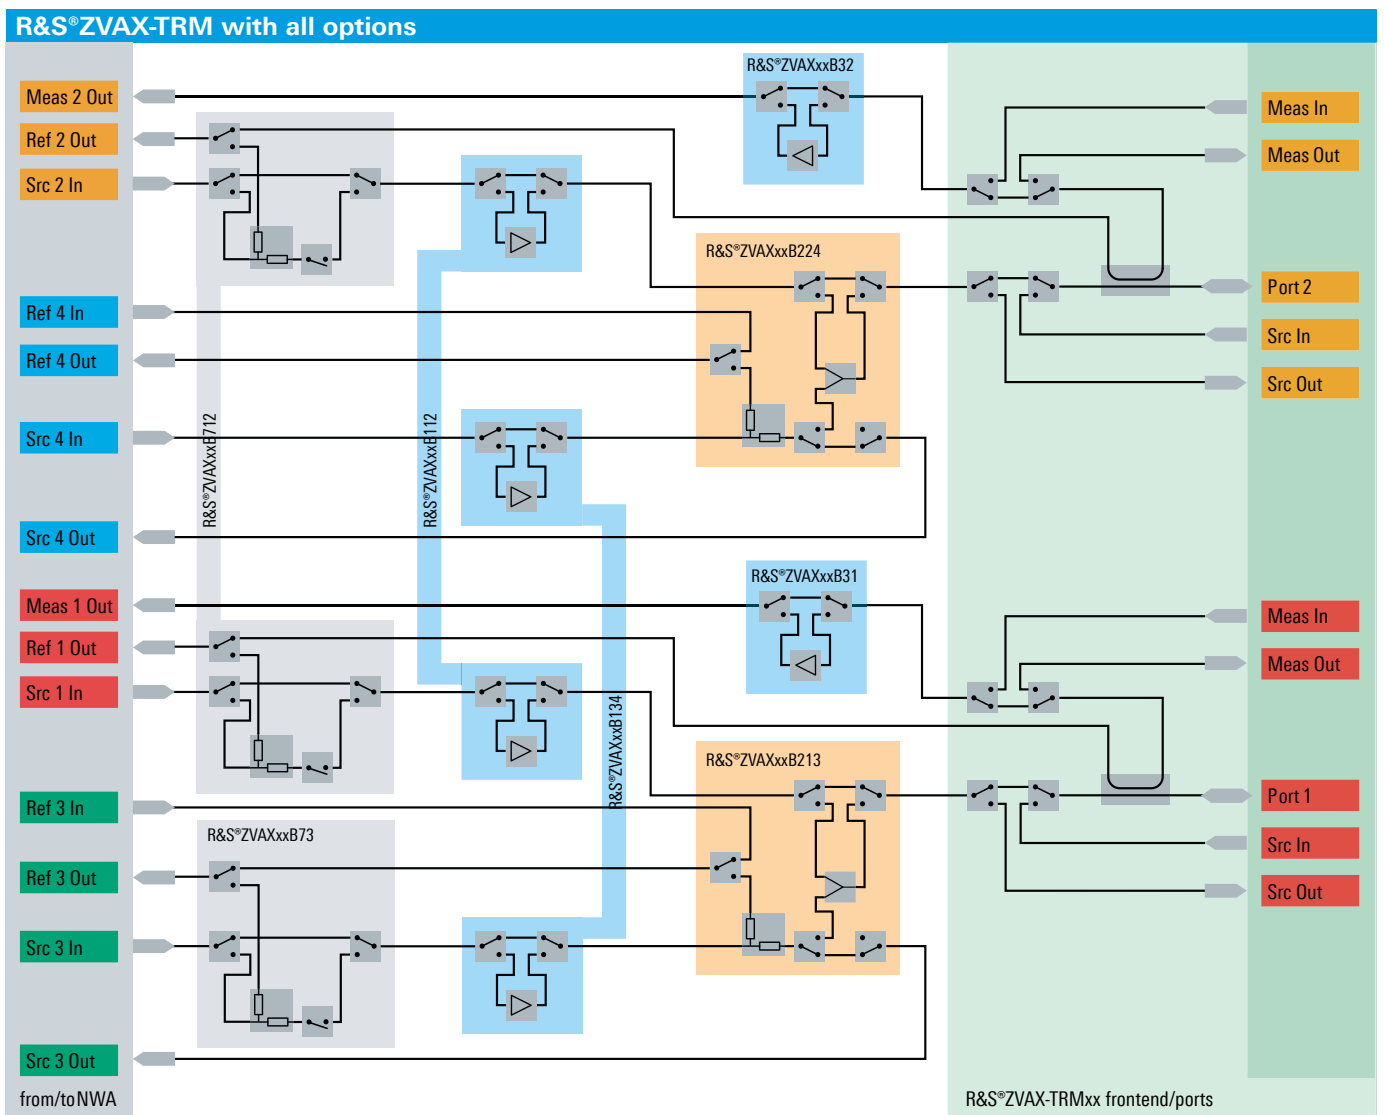 R&S®ZVAX-TRM with all options
R&S®ZVAXxxB32
Meas 2 Out
Ref 2 Out
Src 2 In
Meas In
Meas Out
R&S®ZVAXxxB224
Port 2
Src In
Src Out
Ref 4 In
Ref 4 Out
Src 4 In
Src 4 Out
R&S®ZVAXxxB712
R&S®ZVAXxxB112
R&S®ZVAXxxB31
Meas 1 Out
Ref 1 Out
Src 1 In
Meas In
Meas Out
R&S®ZVAXxxB134
R&S®ZVAXxxB213
Port 1
Src In
Src Out
Ref 3 In
R&S®ZVAXxxB73
Ref 3 Out
Src 3 In
Src 3 Out
from/to NWA
R&S®ZVAX-TRMxx frontend/ports